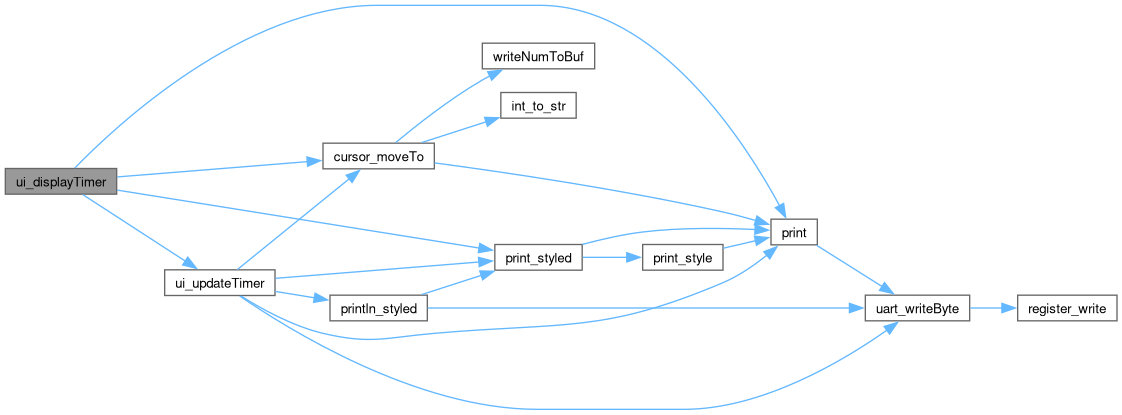 writeNumToBuf
int_to_str
cursor_moveTo
ui_displayTimer
print
print_styled
print_style
ui_updateTimer
println_styled
uart_writeByte
register_write